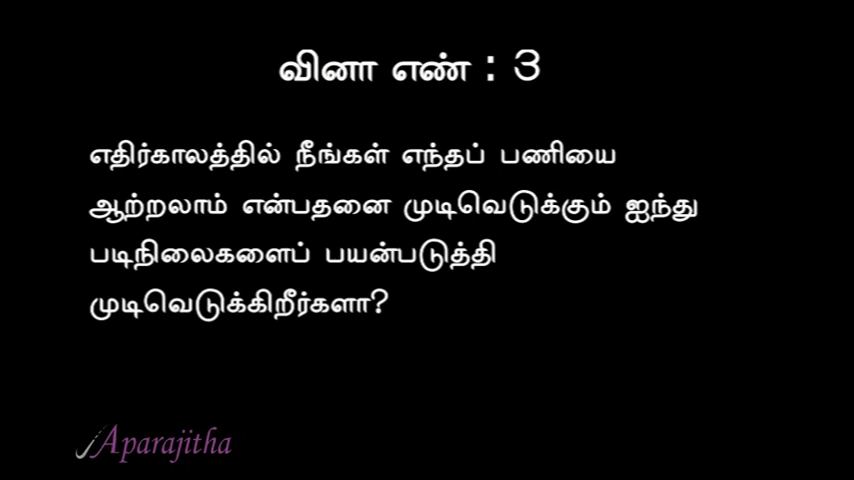 வினா எண் : 3
எதிர்காலத்தில் நீங்கள் எந்தப் பணியை
ஆற்றலாம் என்பதனை முடிவெடுக்கும் ஐந்து
படிநிலைகளைப் பயன்படுத்தி
முடிவெடுக்கிறீர்களா?
Aparajitha